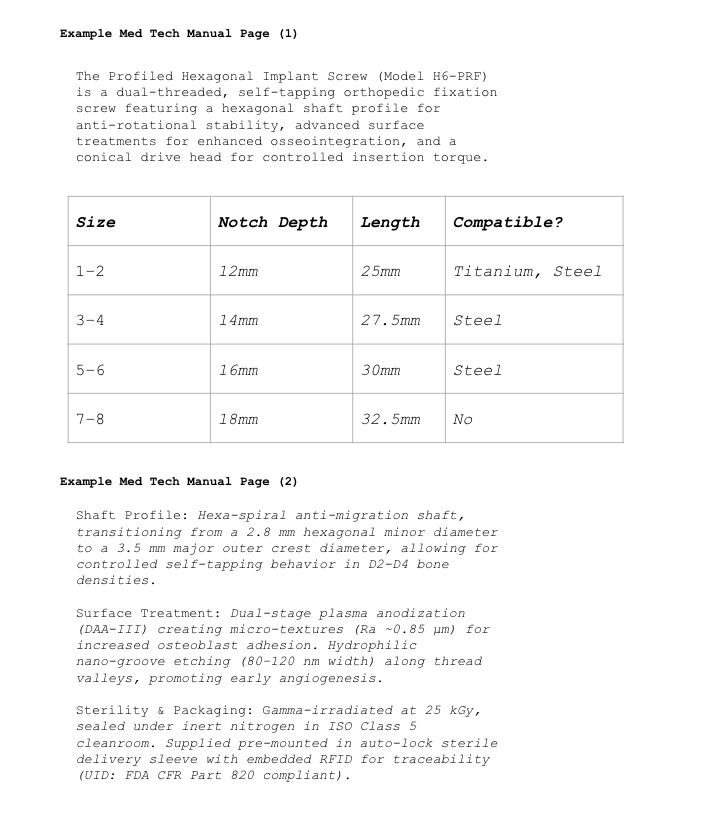 Example Med Tech Manual Page (1)
The Profiled Hexagonal Implant Screw (Model H6-PRF)
is a dual-threaded, self-tapping orthopedic fixation
screw featuring a hexagonal shaft profile for
anti-rotational stability, advanced surface
treatments for enhanced osseointegration, and a
conical drive head for controlled insertion torque.
Size Notch Depth Length Compatible?
1-2 12mm 25mm Titanium, Steel
3-4 14mm 27.5mm Steel
5-6 16mm 30mm Steel
7-8 18mm 32.5mm No
Example Med Tech Manual Page (2)
Shaft Profile: Hexa-spiral anti-migration shaft,
transitioning from a 2.8 mm hexagonal minor diameter
to a 3.5 mm major outer crest diameter, allowing for
controlled self-tapping behavior in D2-D4 bone
densities.
Surface Treatment: Dual-stage plasma anodization
(DAA-III) creating micro-textures (Ra ~0.85 µm) for
increased osteoblast adhesion. Hydrophilic
nano-groove etching (80–120 nm width) along thread
valleys, promoting early angiogenesis.
Sterility & Packaging: Gamma-irradiated at 25 kGy,
sealed under inert nitrogen in ISO Class 5
cleanroom. Supplied pre-mounted in auto-lock sterile
delivery sleeve with embedded RFID for traceability
(UID: FDA CFR Part 820 compliant).